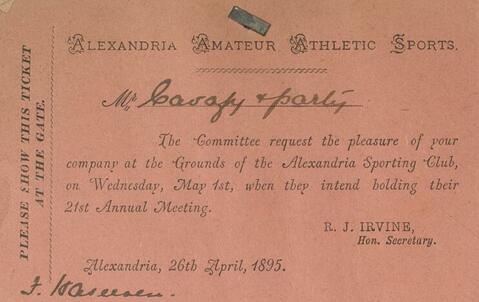 ALEXANDRIA AMATEUR ATHLETIC SPORTS.
Mr Cavafy & party
The Committee request the pleasure of your
company at the Grounds of the Alexandria Sporting Club,
on Wednesday, May 1st, when they intend holding their
21st Annual Meeting.
R. J. IRVINE,
Hon. Secretary.
Alexandria, 26th April, 1895.
PLEASE SHOW THIS TICKET
AT THE GATE.